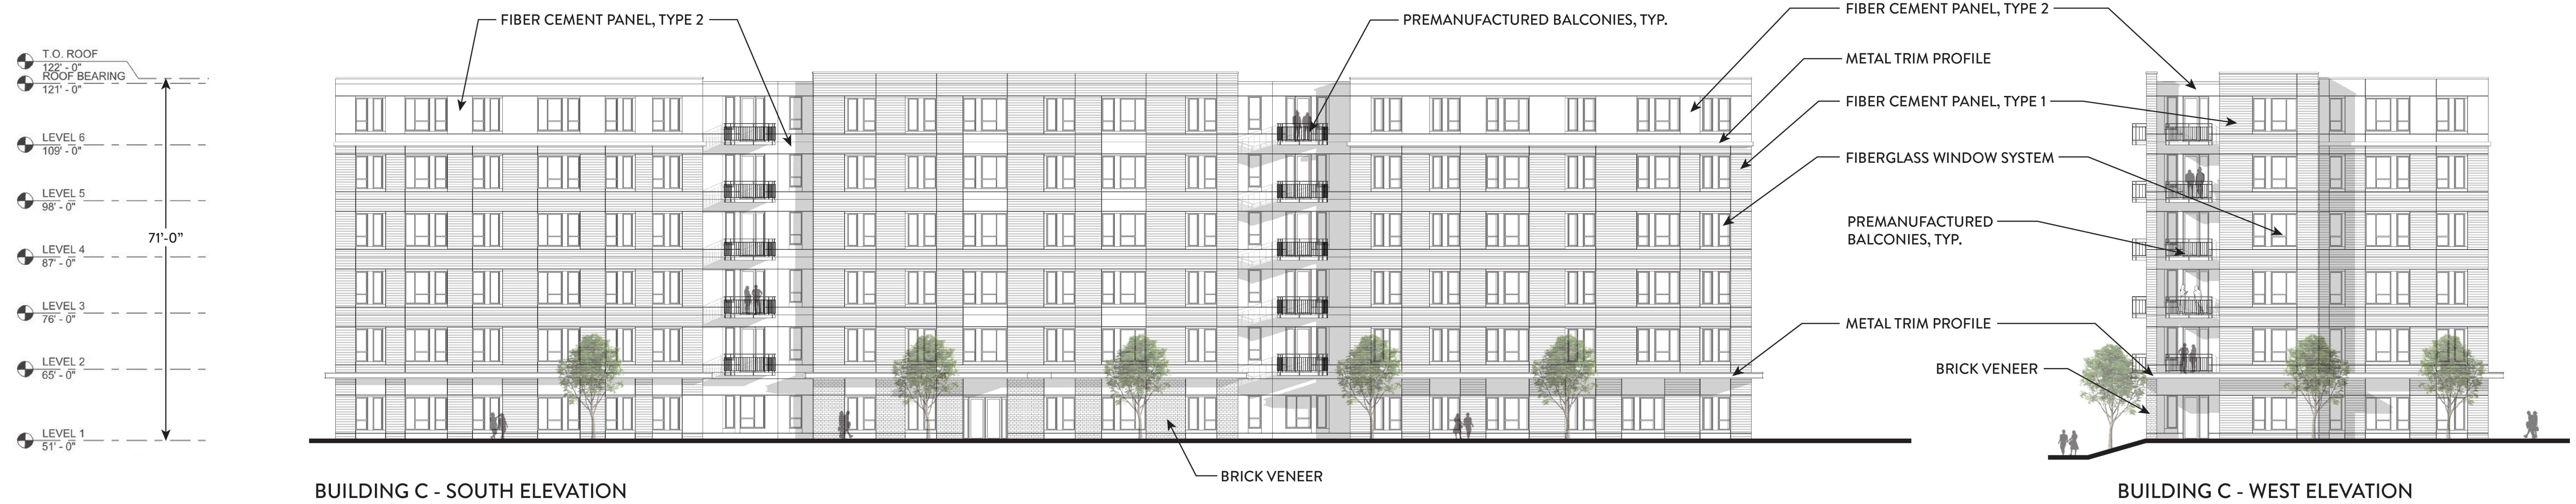 FIBER CEMENT PANEL, TYPE 2
PREMANUFACTURED BALCONIES, TYP.
FIBER CEMENT PANEL, TYPE 2
T.O. ROOF
122' - 0"
ROOF BEARING
121' - 0"
METAL TRIM PROFILE
FIBER CEMENT PANEL, TYPE 1
LEVEL 6
109' - 0"
FIBERGLASS WINDOW SYSTEM
LEVEL 5
98' - 0"
PREMANUFACTURED
BALCONIES, TYP.
71'-0"
LEVEL 4
87' - 0"
LEVEL 3
76' - 0"
METAL TRIM PROFILE
LEVEL 2
65' - 0"
BRICK VENEER
LEVEL 1
51' - 0"
BRICK VENEER
BUILDING C - SOUTH ELEVATION
BUILDING C - WEST ELEVATION